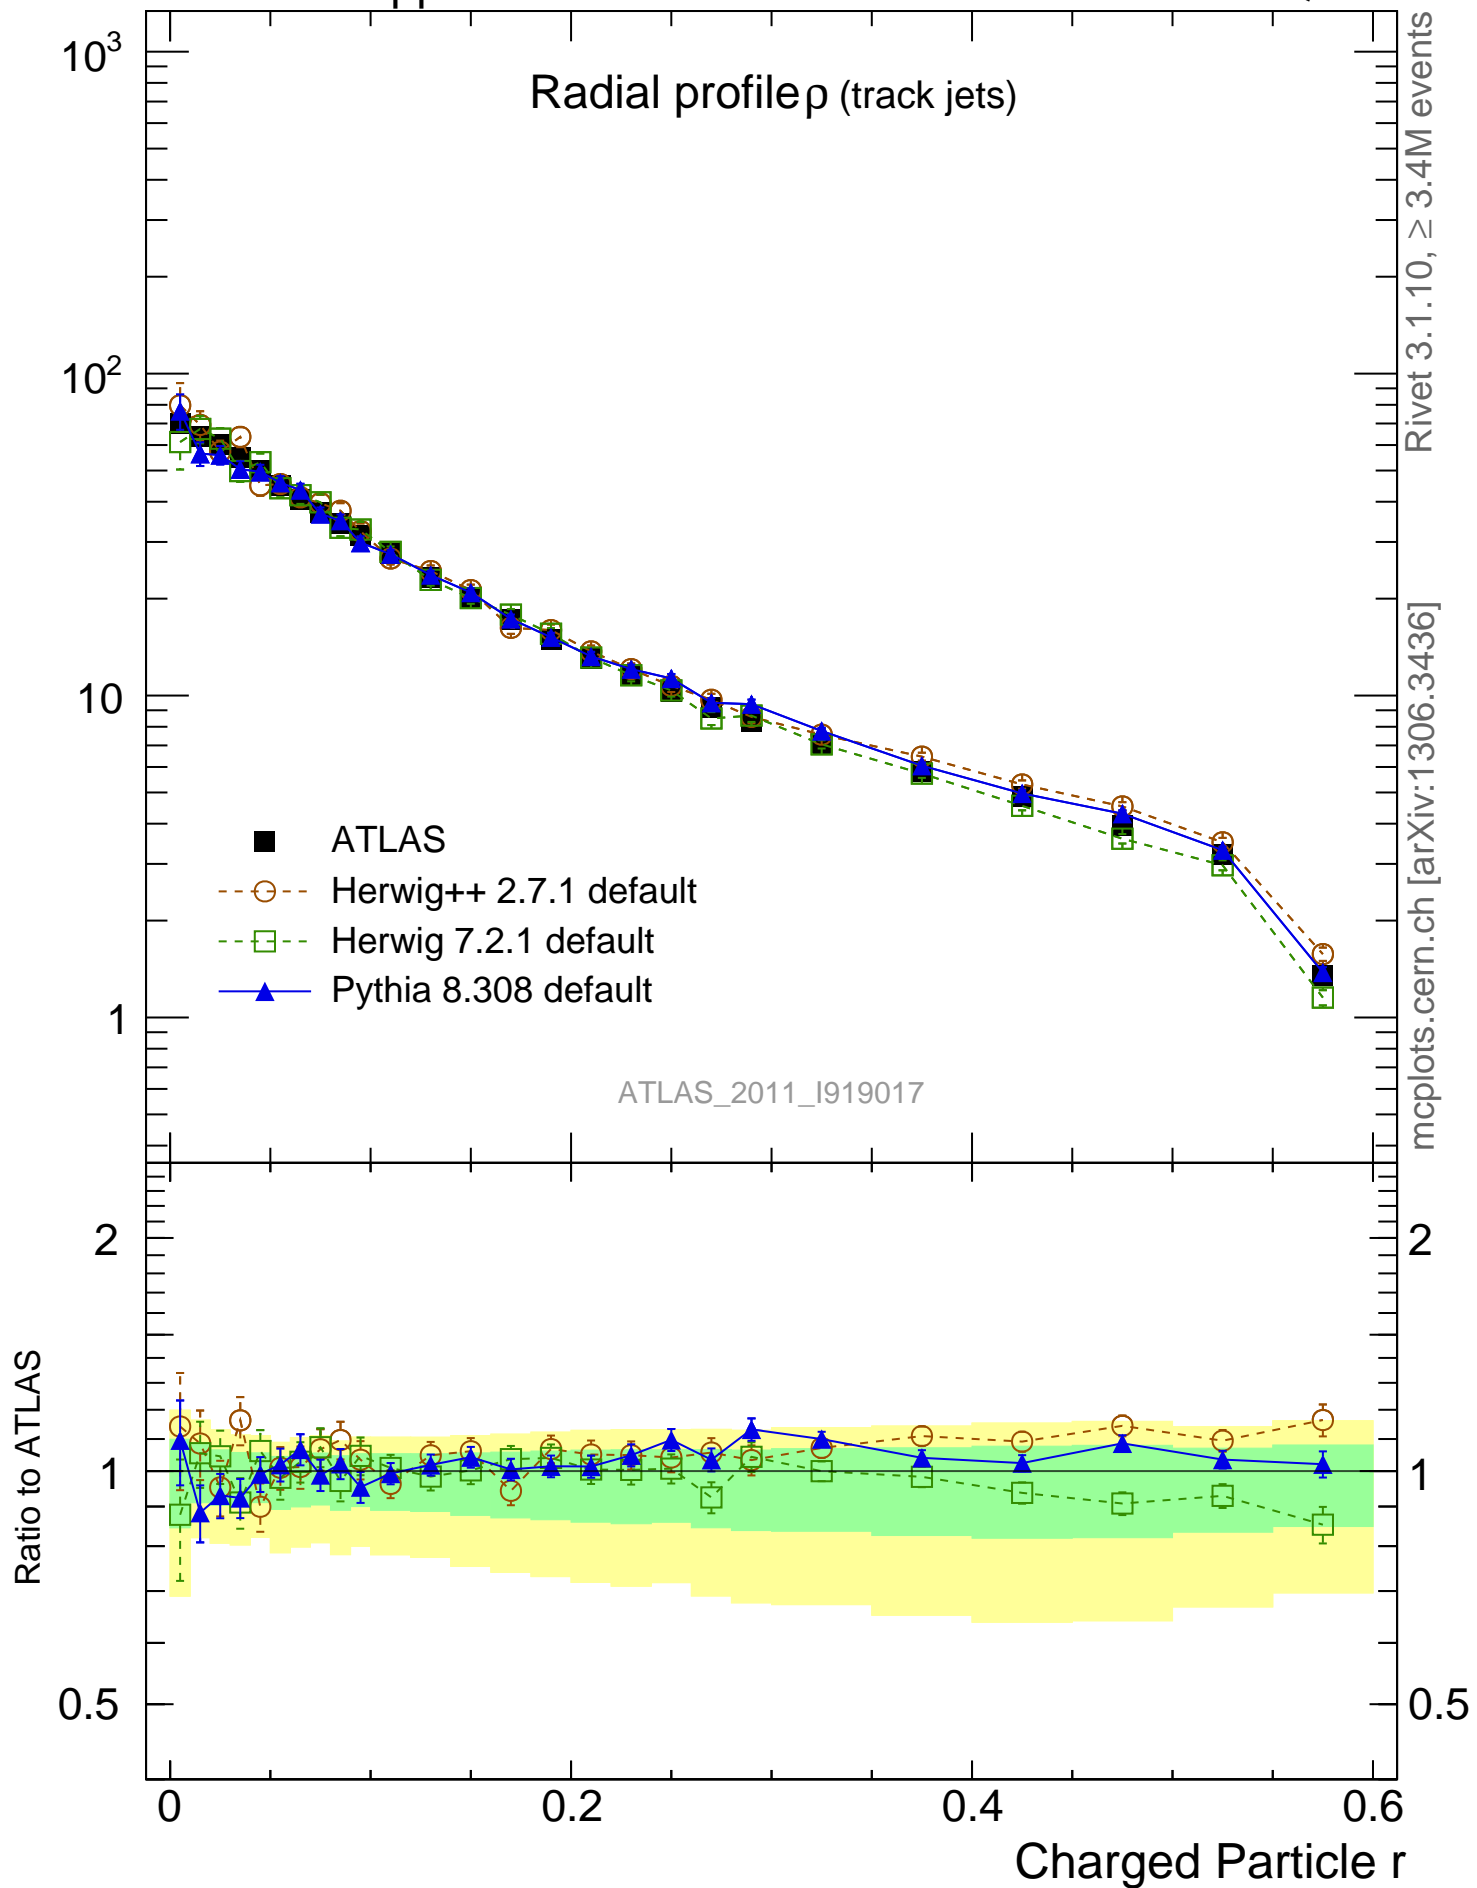 Radial profile ρ (track jets)
10³
10²
10
1
ATLAS
Herwig++ 2.7.1 default
Herwig 7.2.1 default
Pythia 8.308 default
ATLAS_2011_I919017
Rivet 3.1.10, ≥ 3.4M events
mcplots.cern.ch [arXiv:1306.3436]
Ratio to ATLAS
2
1
0.5
2
1
0.5
0 0.2 0.4 0.6
Charged Particle r